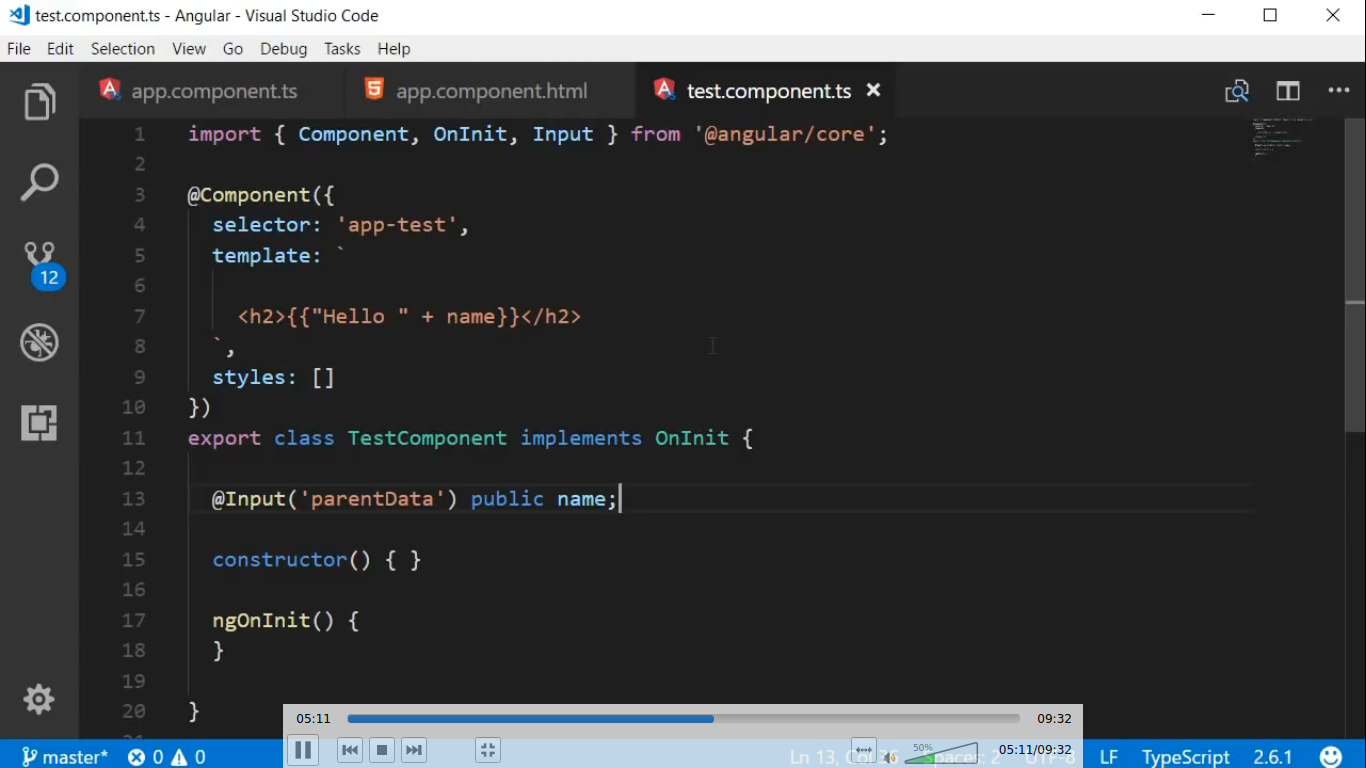 test.component.ts - Angular - Visual Studio Code
File Edit Selection View Go Debug Tasks Help
app.component.ts app.component.html test.component.ts
1 import { Component, OnInit, Input } from '@angular/core';
2
3 @Component({
4 selector: 'app-test',
5 template: `
6
7 <h2>{{"Hello " + name}}</h2>
8 `,
9 styles: []
10 })
11 export class TestComponent implements OnInit {
12
13 @Input('parentData') public name;
14
15 constructor() { }
16
17 ngOnInit() {
18 }
19
20 }
12
05:11 09:32
50% 05:11/09:32
master* 0 0 Ln 13, Col 36 Spaces: 2 UTF-8 LF TypeScript 2.6.1